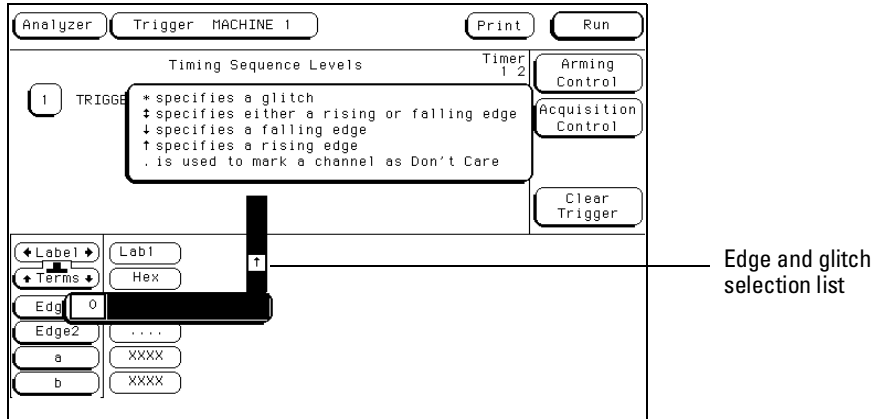 Analyzer Trigger MACHINE 1 Print Run
Timing Sequence Levels Timer
1 2
Arming
Control
1 TRIGGE
* specifies a glitch
↕ specifies either a rising or falling edge
↓ specifies a falling edge
↑ specifies a rising edge
. is used to mark a channel as Don't Care
Acquisition
Control
Clear
Trigger
←Label→ Lab1
↑
↑Terms↓ Hex
Edg 0
Edge2 ....
a XXXX
b XXXX
Edge and glitch
selection list